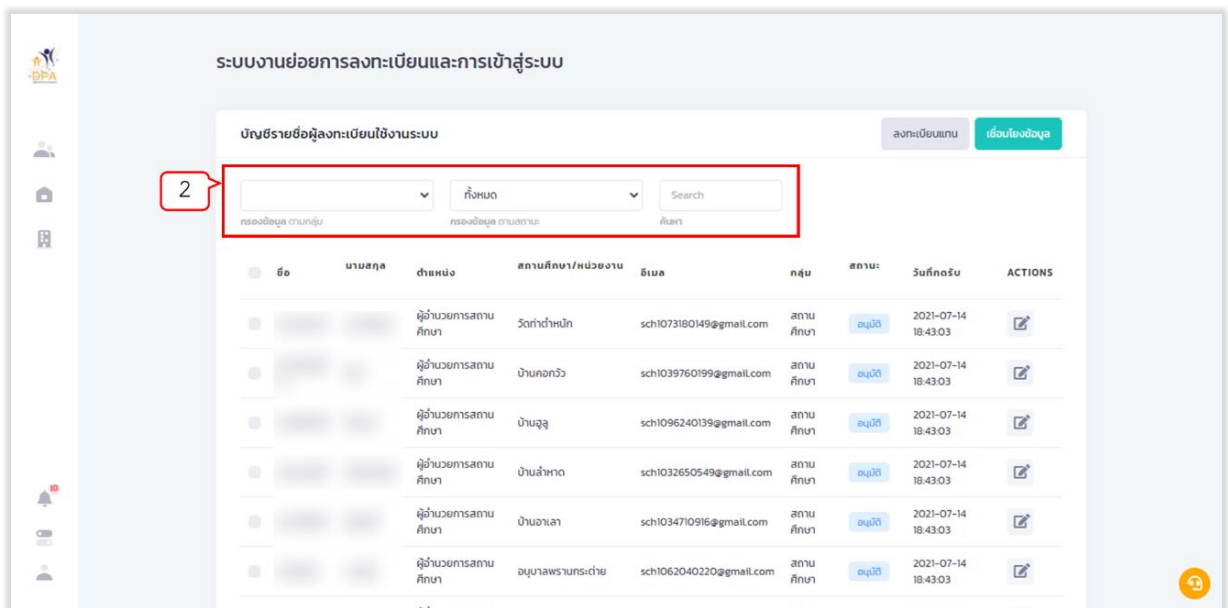 DPA
ระบบงานย่อยการลงทะเบียนและการเข้าสู่ระบบ
บัญชีรายชื่อผู้ลงทะเบียนใช้งานระบบ
ลงทะเบียนแทน
เชื่อมโยงข้อมูล
2
ทั้งหมด
Search
กรองข้อมูล ตามกลุ่ม
กรองข้อมูล ตามสถานะ
ค้นหา
ชื่อ นามสกุล ตำแหน่ง สถานศึกษา/หน่วยงาน อีเมล กลุ่ม สถานะ วันที่กดรับ ACTIONS
ผู้อำนวยการสถาน วัดท่าตำหนัก sch1073180149@gmail.com สถาน อนุมัติ 2021-07-14
ศึกษา ศึกษา 18:43:03
ผู้อำนวยการสถาน บ้านคอกวัว sch1039760199@gmail.com สถาน อนุมัติ 2021-07-14
ศึกษา ศึกษา 18:43:03
ผู้อำนวยการสถาน บ้านฮูลู sch1096240139@gmail.com สถาน อนุมัติ 2021-07-14
ศึกษา ศึกษา 18:43:03
ผู้อำนวยการสถาน บ้านลำหาด sch1032650549@gmail.com สถาน อนุมัติ 2021-07-14
ศึกษา ศึกษา 18:43:03
ผู้อำนวยการสถาน บ้านอาเลา sch1034710916@gmail.com สถาน อนุมัติ 2021-07-14
ศึกษา ศึกษา 18:43:03
ผู้อำนวยการสถาน อนุบาลพรานกระต่าย sch1062040220@gmail.com สถาน อนุมัติ 2021-07-14
ศึกษา ศึกษา 18:43:03
10